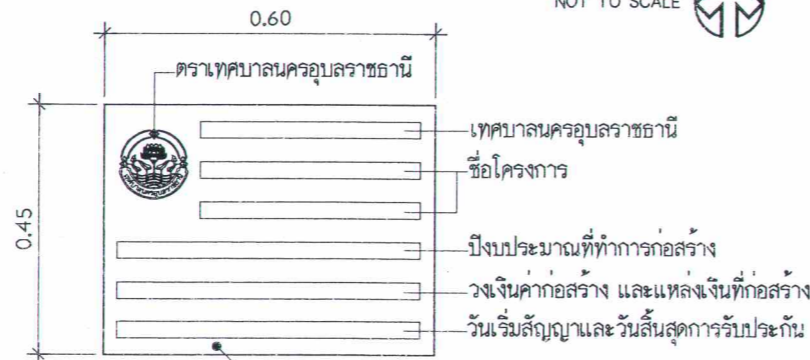 NOT TO SCALE
0.60
ตราเทศบาลนครอุบลราชธานี
เทศบาลนครอุบลราชธานี
ชื่อโครงการ
0.45
ปีงบประมาณที่ทำการก่อสร้าง
วงเงินค่าก่อสร้าง และแหล่งเงินที่ก่อสร้าง
วันเริ่มสัญญาและวันสิ้นสุดการรับประกัน